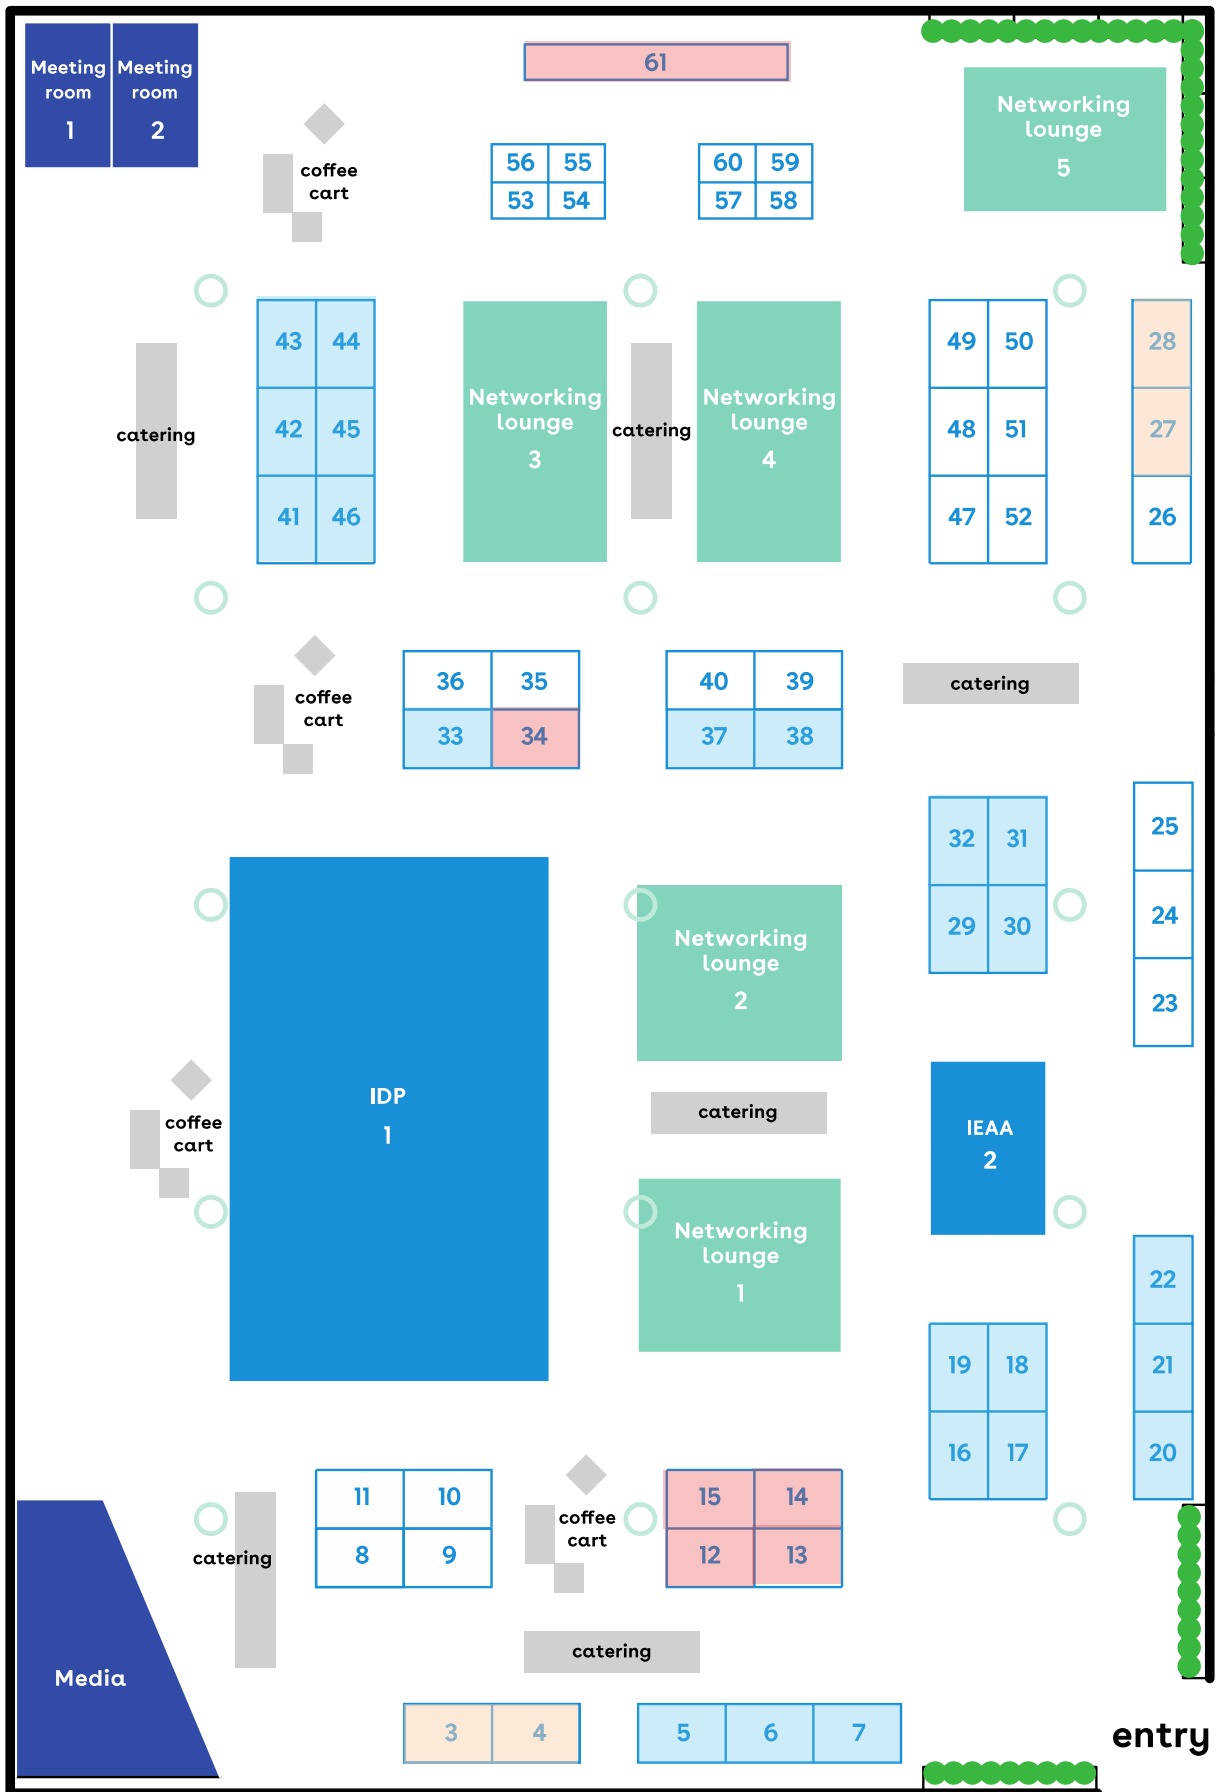 Meeting
room
1
Meeting
room
2
61
Networking
lounge
5
coffee
cart
56 55
53 54
60 59
57 58
43 44
42 45
41 46
catering
Networking
lounge
3
catering
Networking
lounge
4
49 50
48 51
47 52
28
27
26
coffee
cart
36 35
33 34
40 39
37 38
catering
32 31
29 30
25
24
23
Networking
lounge
2
IDP
1
coffee
cart
catering
IEAA
2
Networking
lounge
1
22
21
20
19 18
16 17
11 10
8 9
coffee
cart
15 14
12 13
catering
catering
Media
3 4
5 6 7
entry